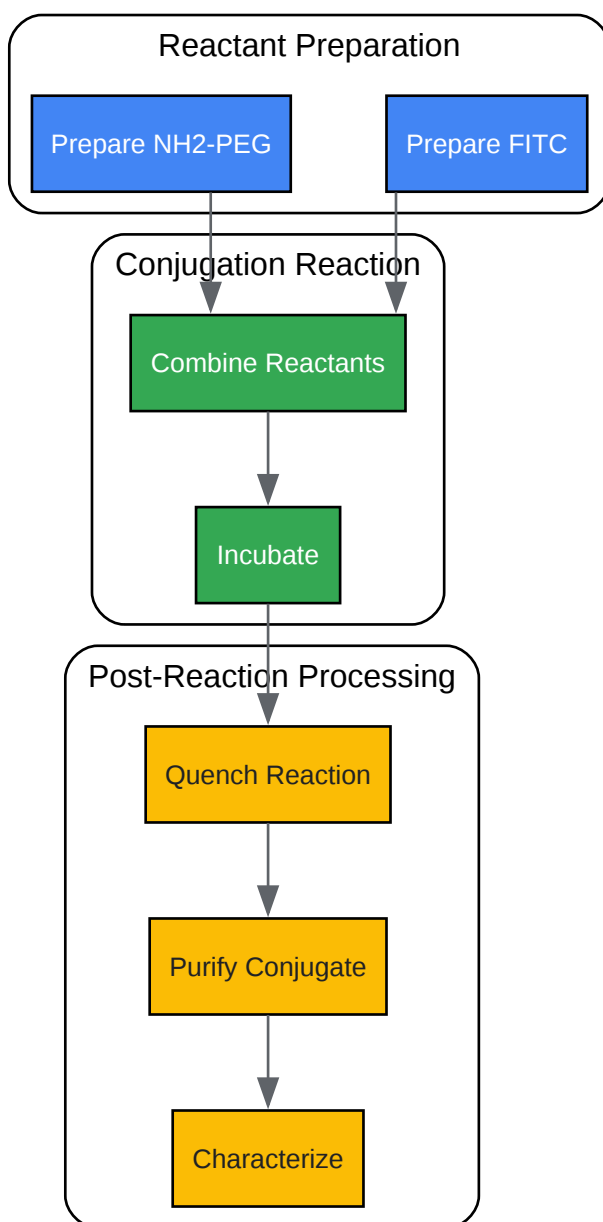 Reactant Preparation
Prepare NH2-PEG
Prepare FITC
Conjugation Reaction
Combine Reactants
Incubate
Post-Reaction Processing
Quench Reaction
Purify Conjugate
Characterize